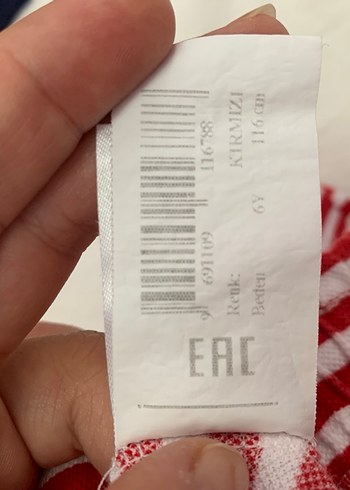 9 691109 116788
Renk: KIRMIZI
Beden 6Y 116 cm
EAC